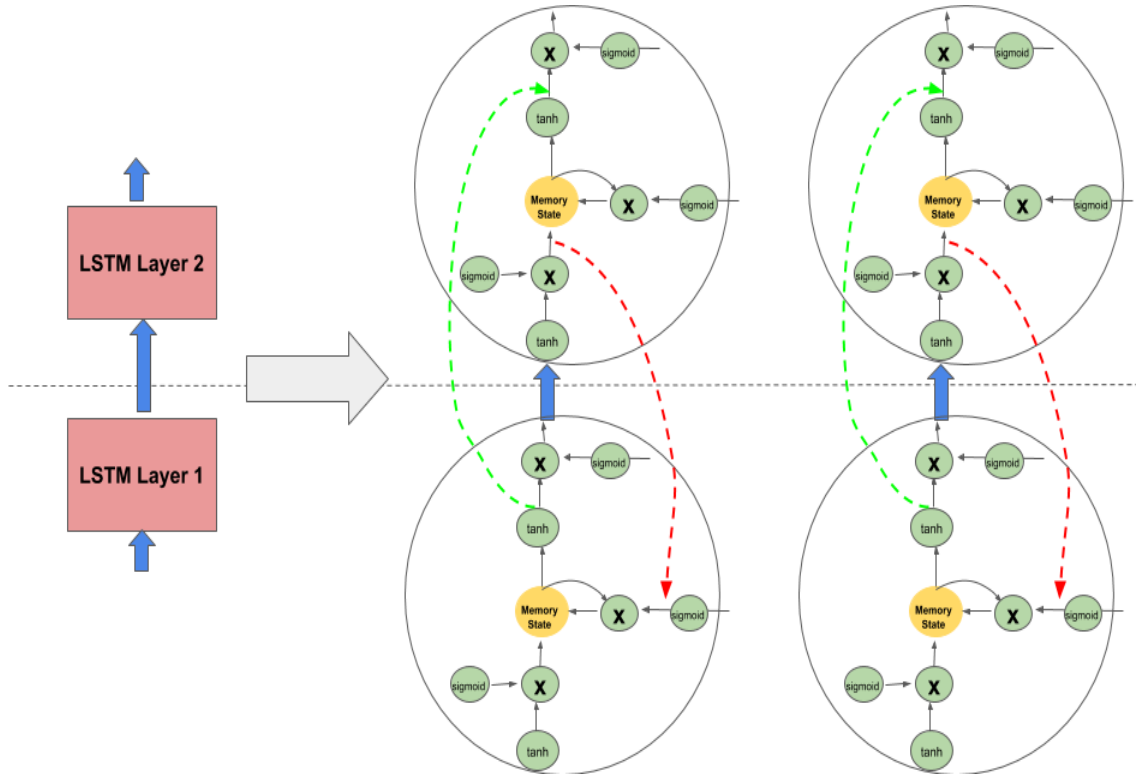 LSTM Layer 2
LSTM Layer 1
X
sigmoid
tanh
Memory
State
X
sigmoid
sigmoid
X
tanh
X
sigmoid
tanh
Memory
State
X
sigmoid
sigmoid
X
tanh
X
sigmoid
tanh
Memory
State
X
sigmoid
sigmoid
X
tanh
X
sigmoid
tanh
Memory
State
X
sigmoid
sigmoid
X
tanh